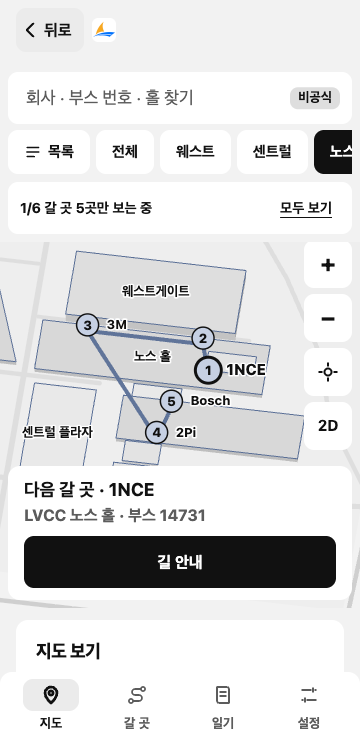 뒤로
회사 · 부스 번호 · 홀 찾기
비공식
목록
전체
웨스트
센트럴
노스
1/6 갈 곳 5곳만 보는 중
모두 보기
+
웨스트게이트
−
3
3M
2
노스 홀
1
1NCE
5
Bosch
2D
센트럴 플라자
4
2Pi
다음 갈 곳 · 1NCE
LVCC 노스 홀 · 부스 14731
길 안내
지도 보기
지도
갈 곳
일기
설정